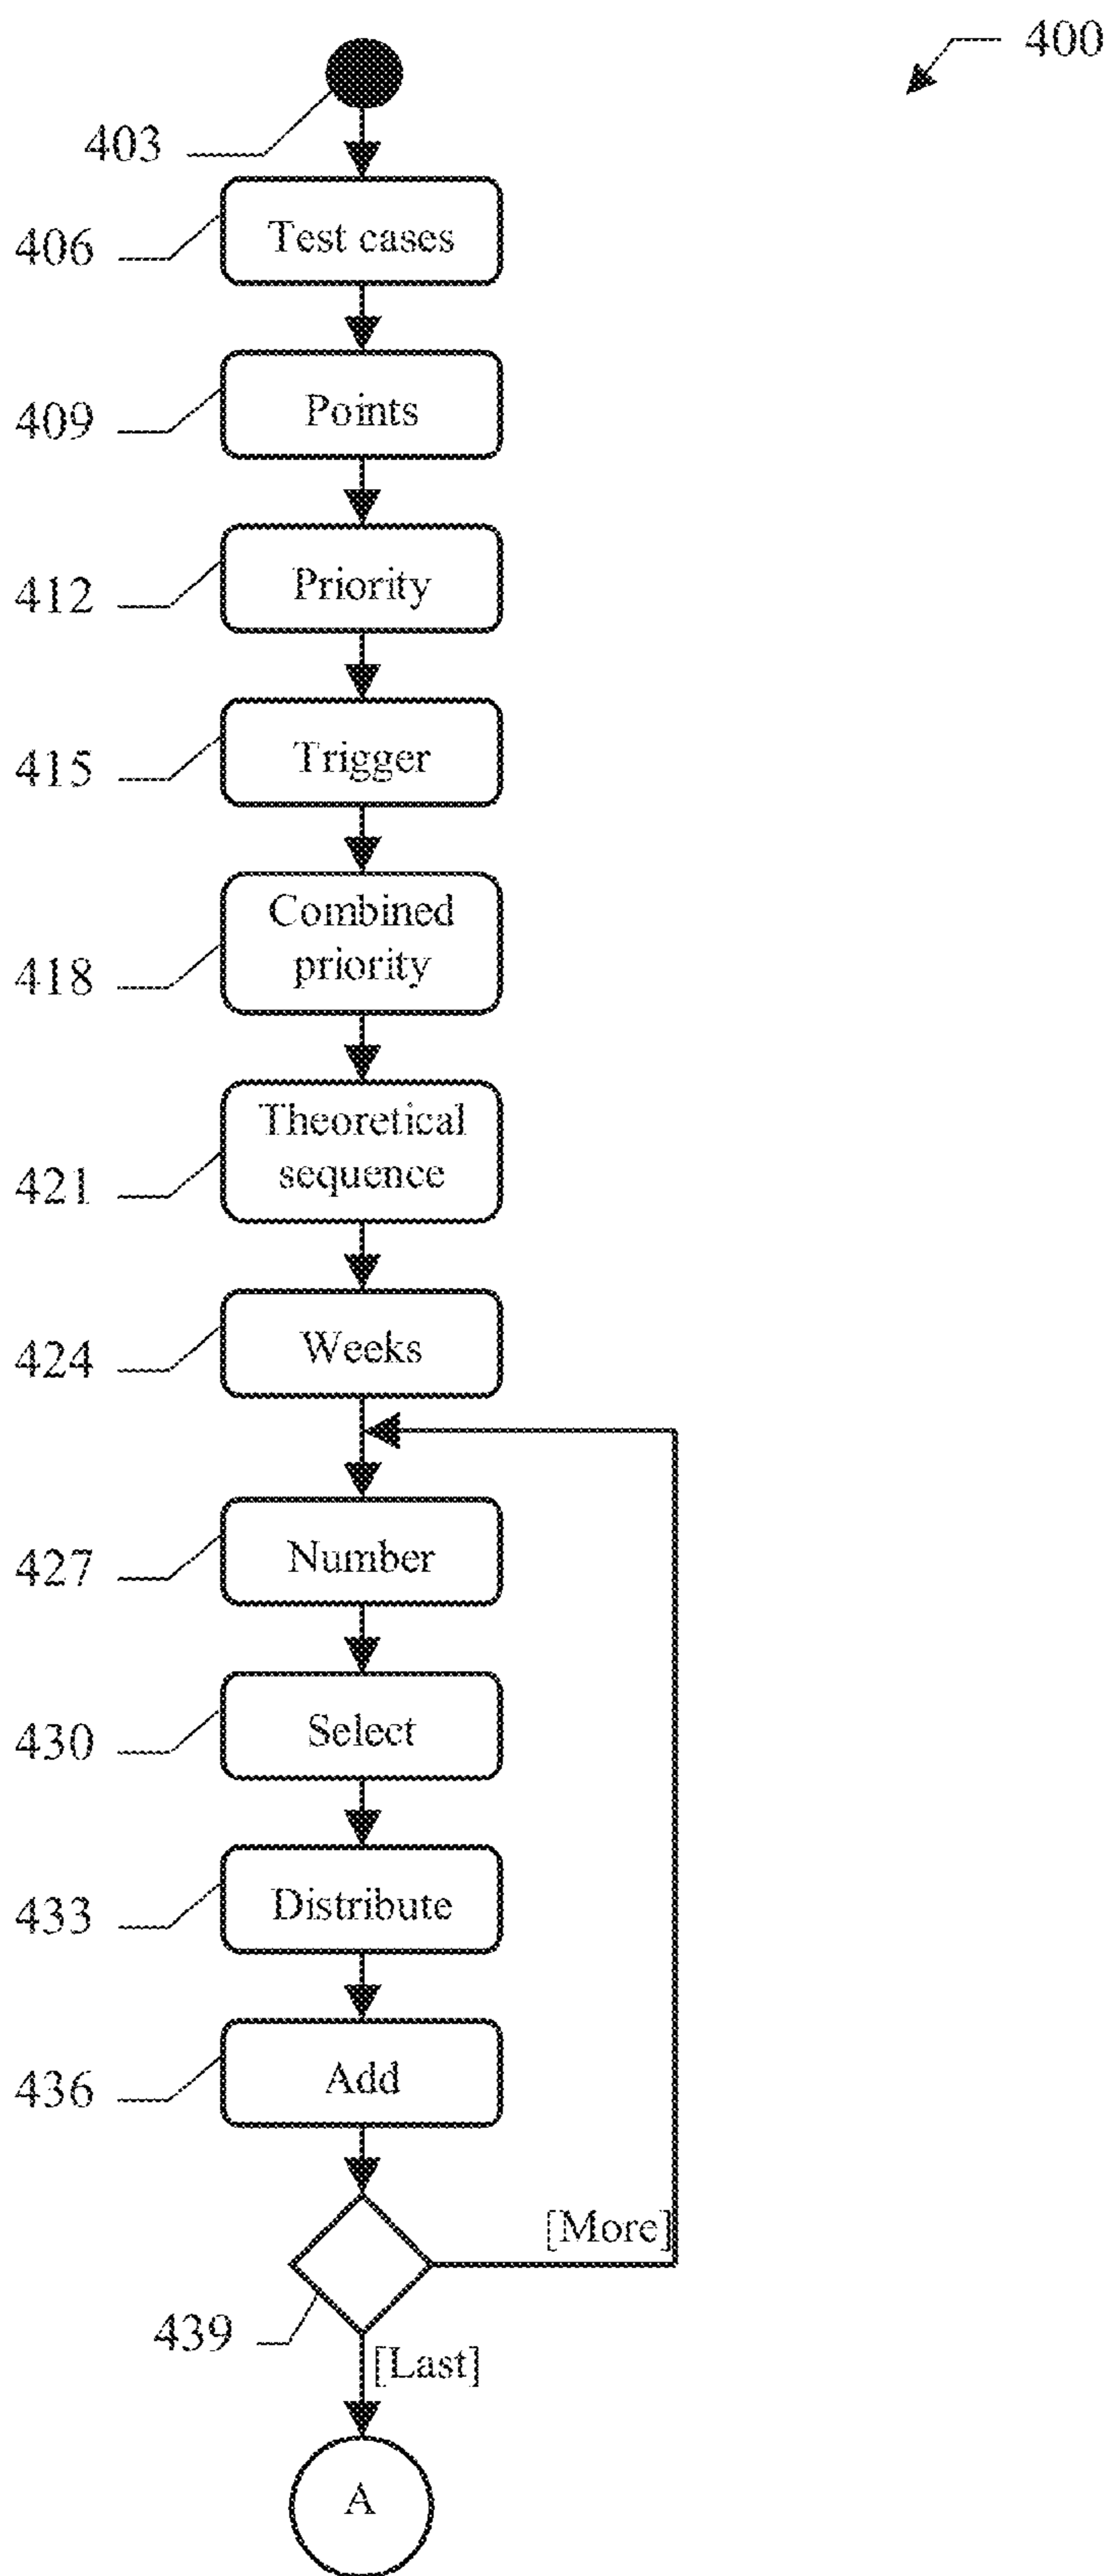 400
403
406
Test cases
409
Points
412
Priority
415
Trigger
418
Combined
priority
421
Theoretical
sequence
424
Weeks
427
Number
430
Select
433
Distribute
436
Add
[More]
439
[Last]
A